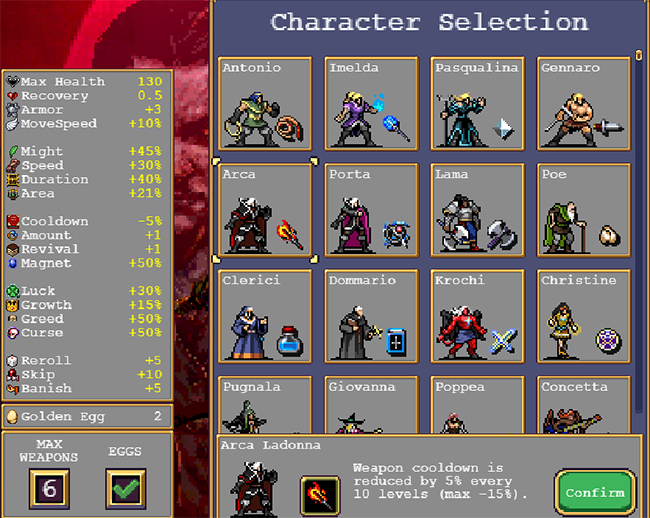 Character Selection
Max Health 130
Recovery 0.5
Armor +3
MoveSpeed +10%
Might +45%
Speed +30%
Duration +40%
Area +21%
Cooldown -5%
Amount +1
Revival +1
Magnet +50%
Luck +30%
Growth +15%
Greed +50%
Curse +50%
Reroll +5
Skip +10
Banish +5
Golden Egg 2
MAX
WEAPONS
6
EGGS
Antonio
Imelda
Pasqualina
Gennaro
Arca
Porta
Lama
Poe
Clerici
Dommario
Krochi
Christine
Pugnala
Giovanna
Poppea
Concetta
Arca Ladonna
Weapon cooldown is
reduced by 5% every
10 levels (max -15%).
Confirm